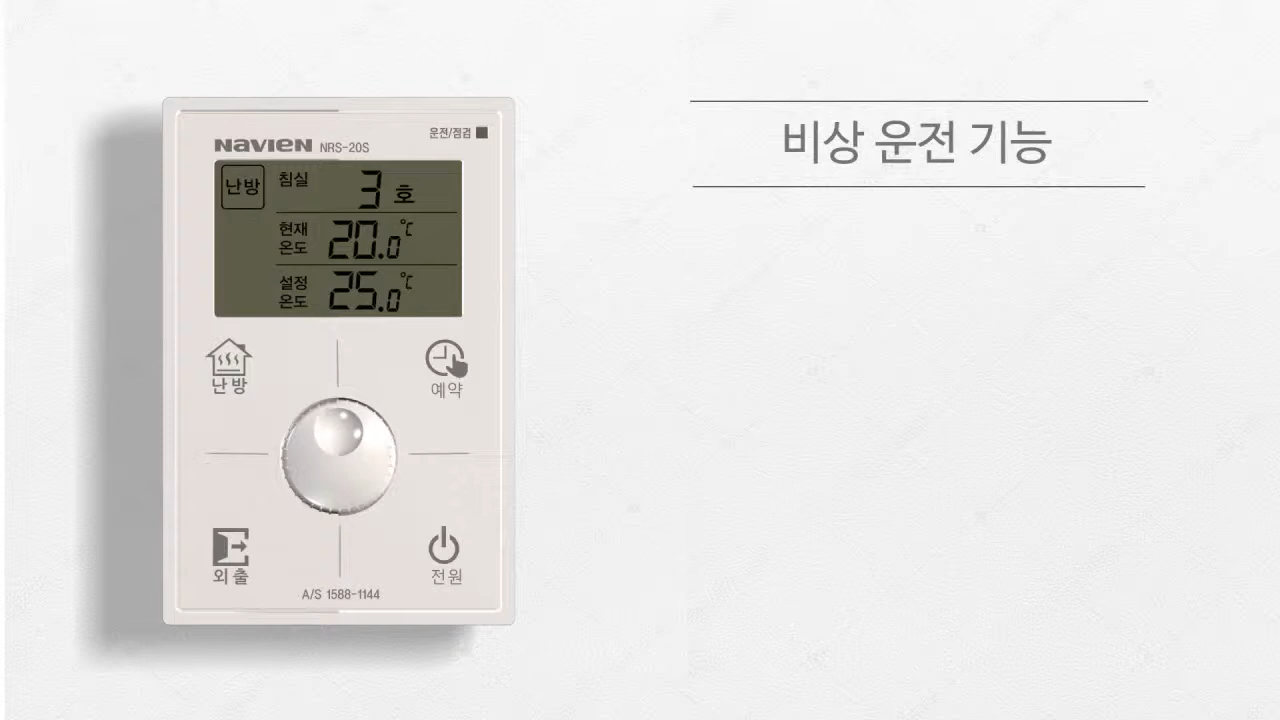 비상 운전 기능
운전/점검
NAVIEN NRS-20S
난방
침실 3 호
현재 온도 20.0 ℃
설정 온도 25.0 ℃
난방
예약
외출
전원
A/S 1588-1144